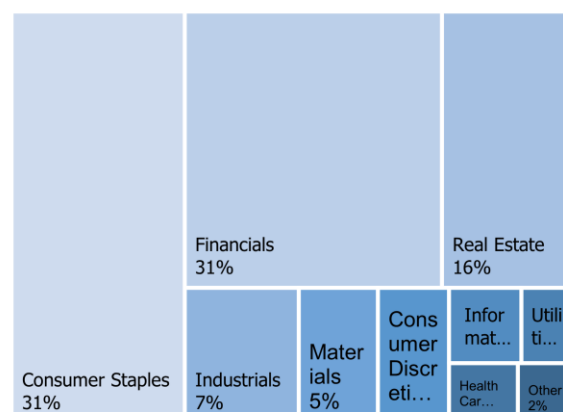 Financials
31%
Real Estate
16%
Consumer Staples
31%
Industrials
7%
Mater
ials
5%
Cons
umer
Discr
eti…
Infor
mat…
Utili
ti…
Health
Car…
Other
2%